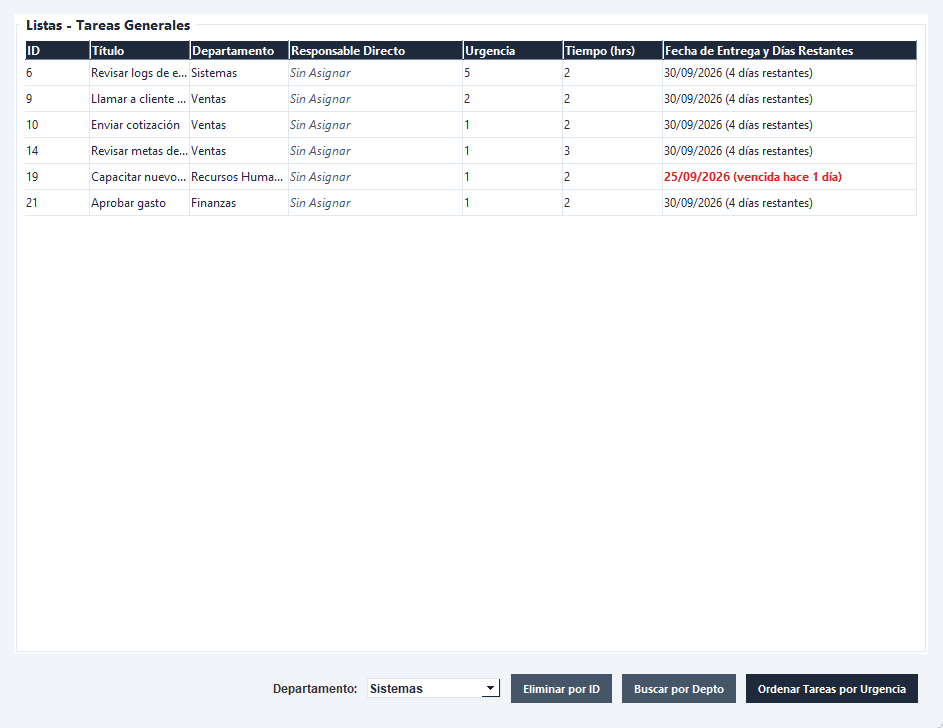 Listas - Tareas Generales
ID Título Departamento Responsable Directo Urgencia Tiempo (hrs) Fecha de Entrega y Días Restantes
6 Revisar logs de e... Sistemas Sin Asignar 5 2 30/09/2026 (4 días restantes)
9 Llamar a cliente ... Ventas Sin Asignar 2 2 30/09/2026 (4 días restantes)
10 Enviar cotización Ventas Sin Asignar 1 2 30/09/2026 (4 días restantes)
14 Revisar metas de... Ventas Sin Asignar 1 3 30/09/2026 (4 días restantes)
19 Capacitar nuevo... Recursos Huma... Sin Asignar 1 2 25/09/2026 (vencida hace 1 día)
21 Aprobar gasto Finanzas Sin Asignar 1 2 30/09/2026 (4 días restantes)
Departamento: Sistemas Eliminar por ID Buscar por Depto Ordenar Tareas por Urgencia